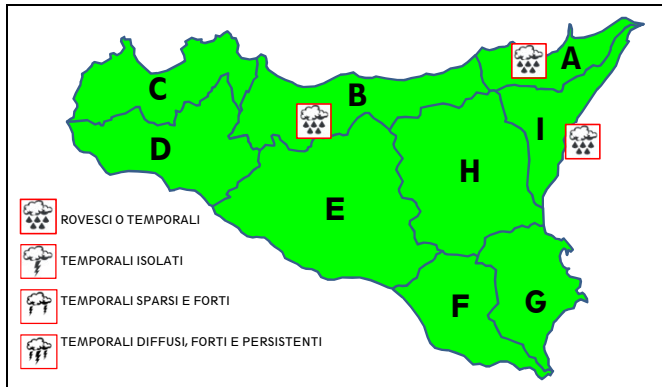 A
C
B
I
D
H
E
F
G
ROVESCI O TEMPORALI
TEMPORALI ISOLATI
TEMPORALI SPARSI E FORTI
TEMPORALI DIFFUSI, FORTI E PERSISTENTI